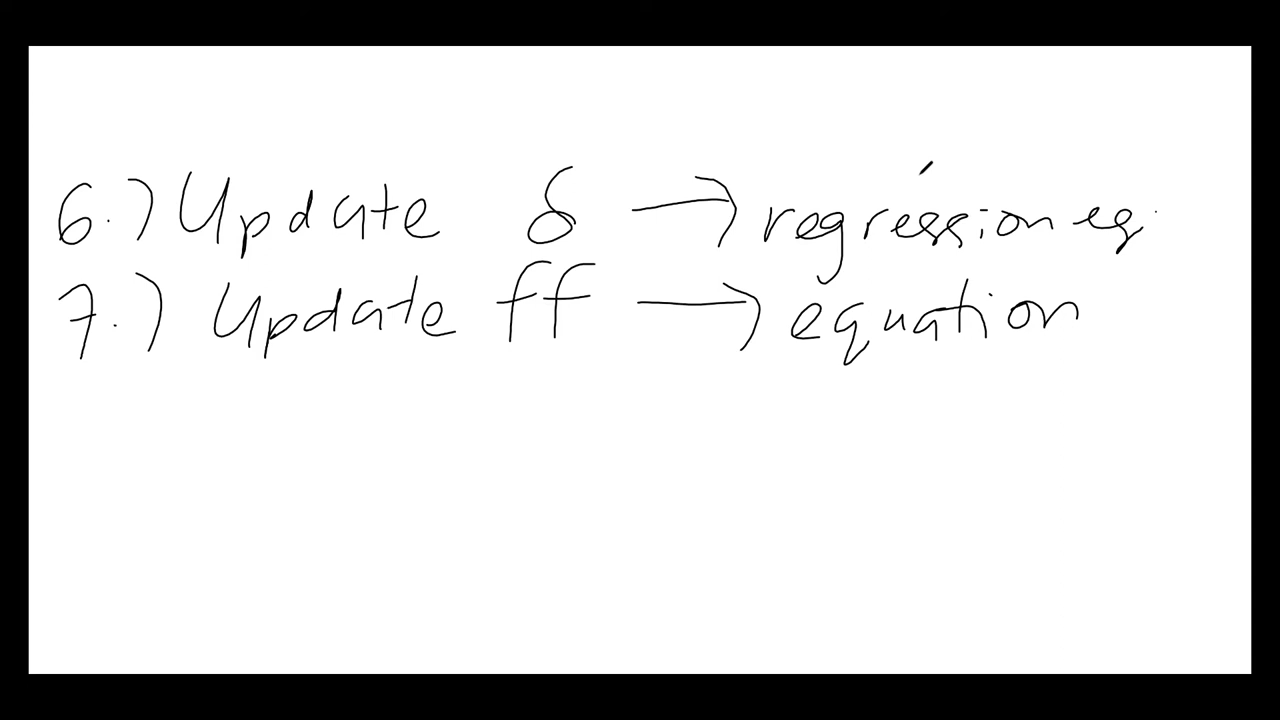 6.) Update δ → regression eq.
7.) Update ff → equation